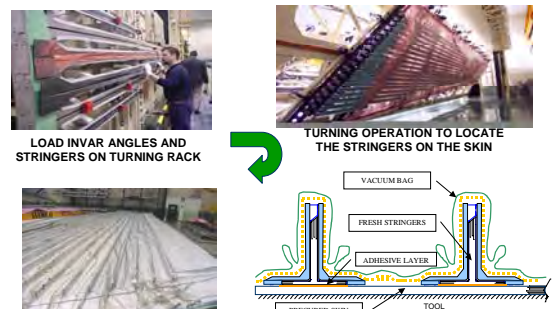 LOAD INVAR ANGLES AND
STRINGERS ON TURNING RACK
TURNING OPERATION TO LOCATE
THE STRINGERS ON THE SKIN
VACUUM BAG
FRESH STRINGERS
ADHESIVE LAYER
TOOL